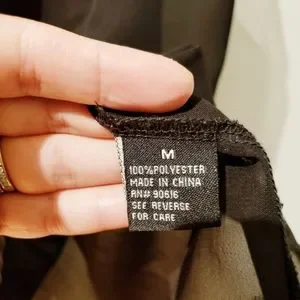 M
100%POLYESTER
MADE IN CHINA
RN# 90616
SEE REVERSE
FOR CARE